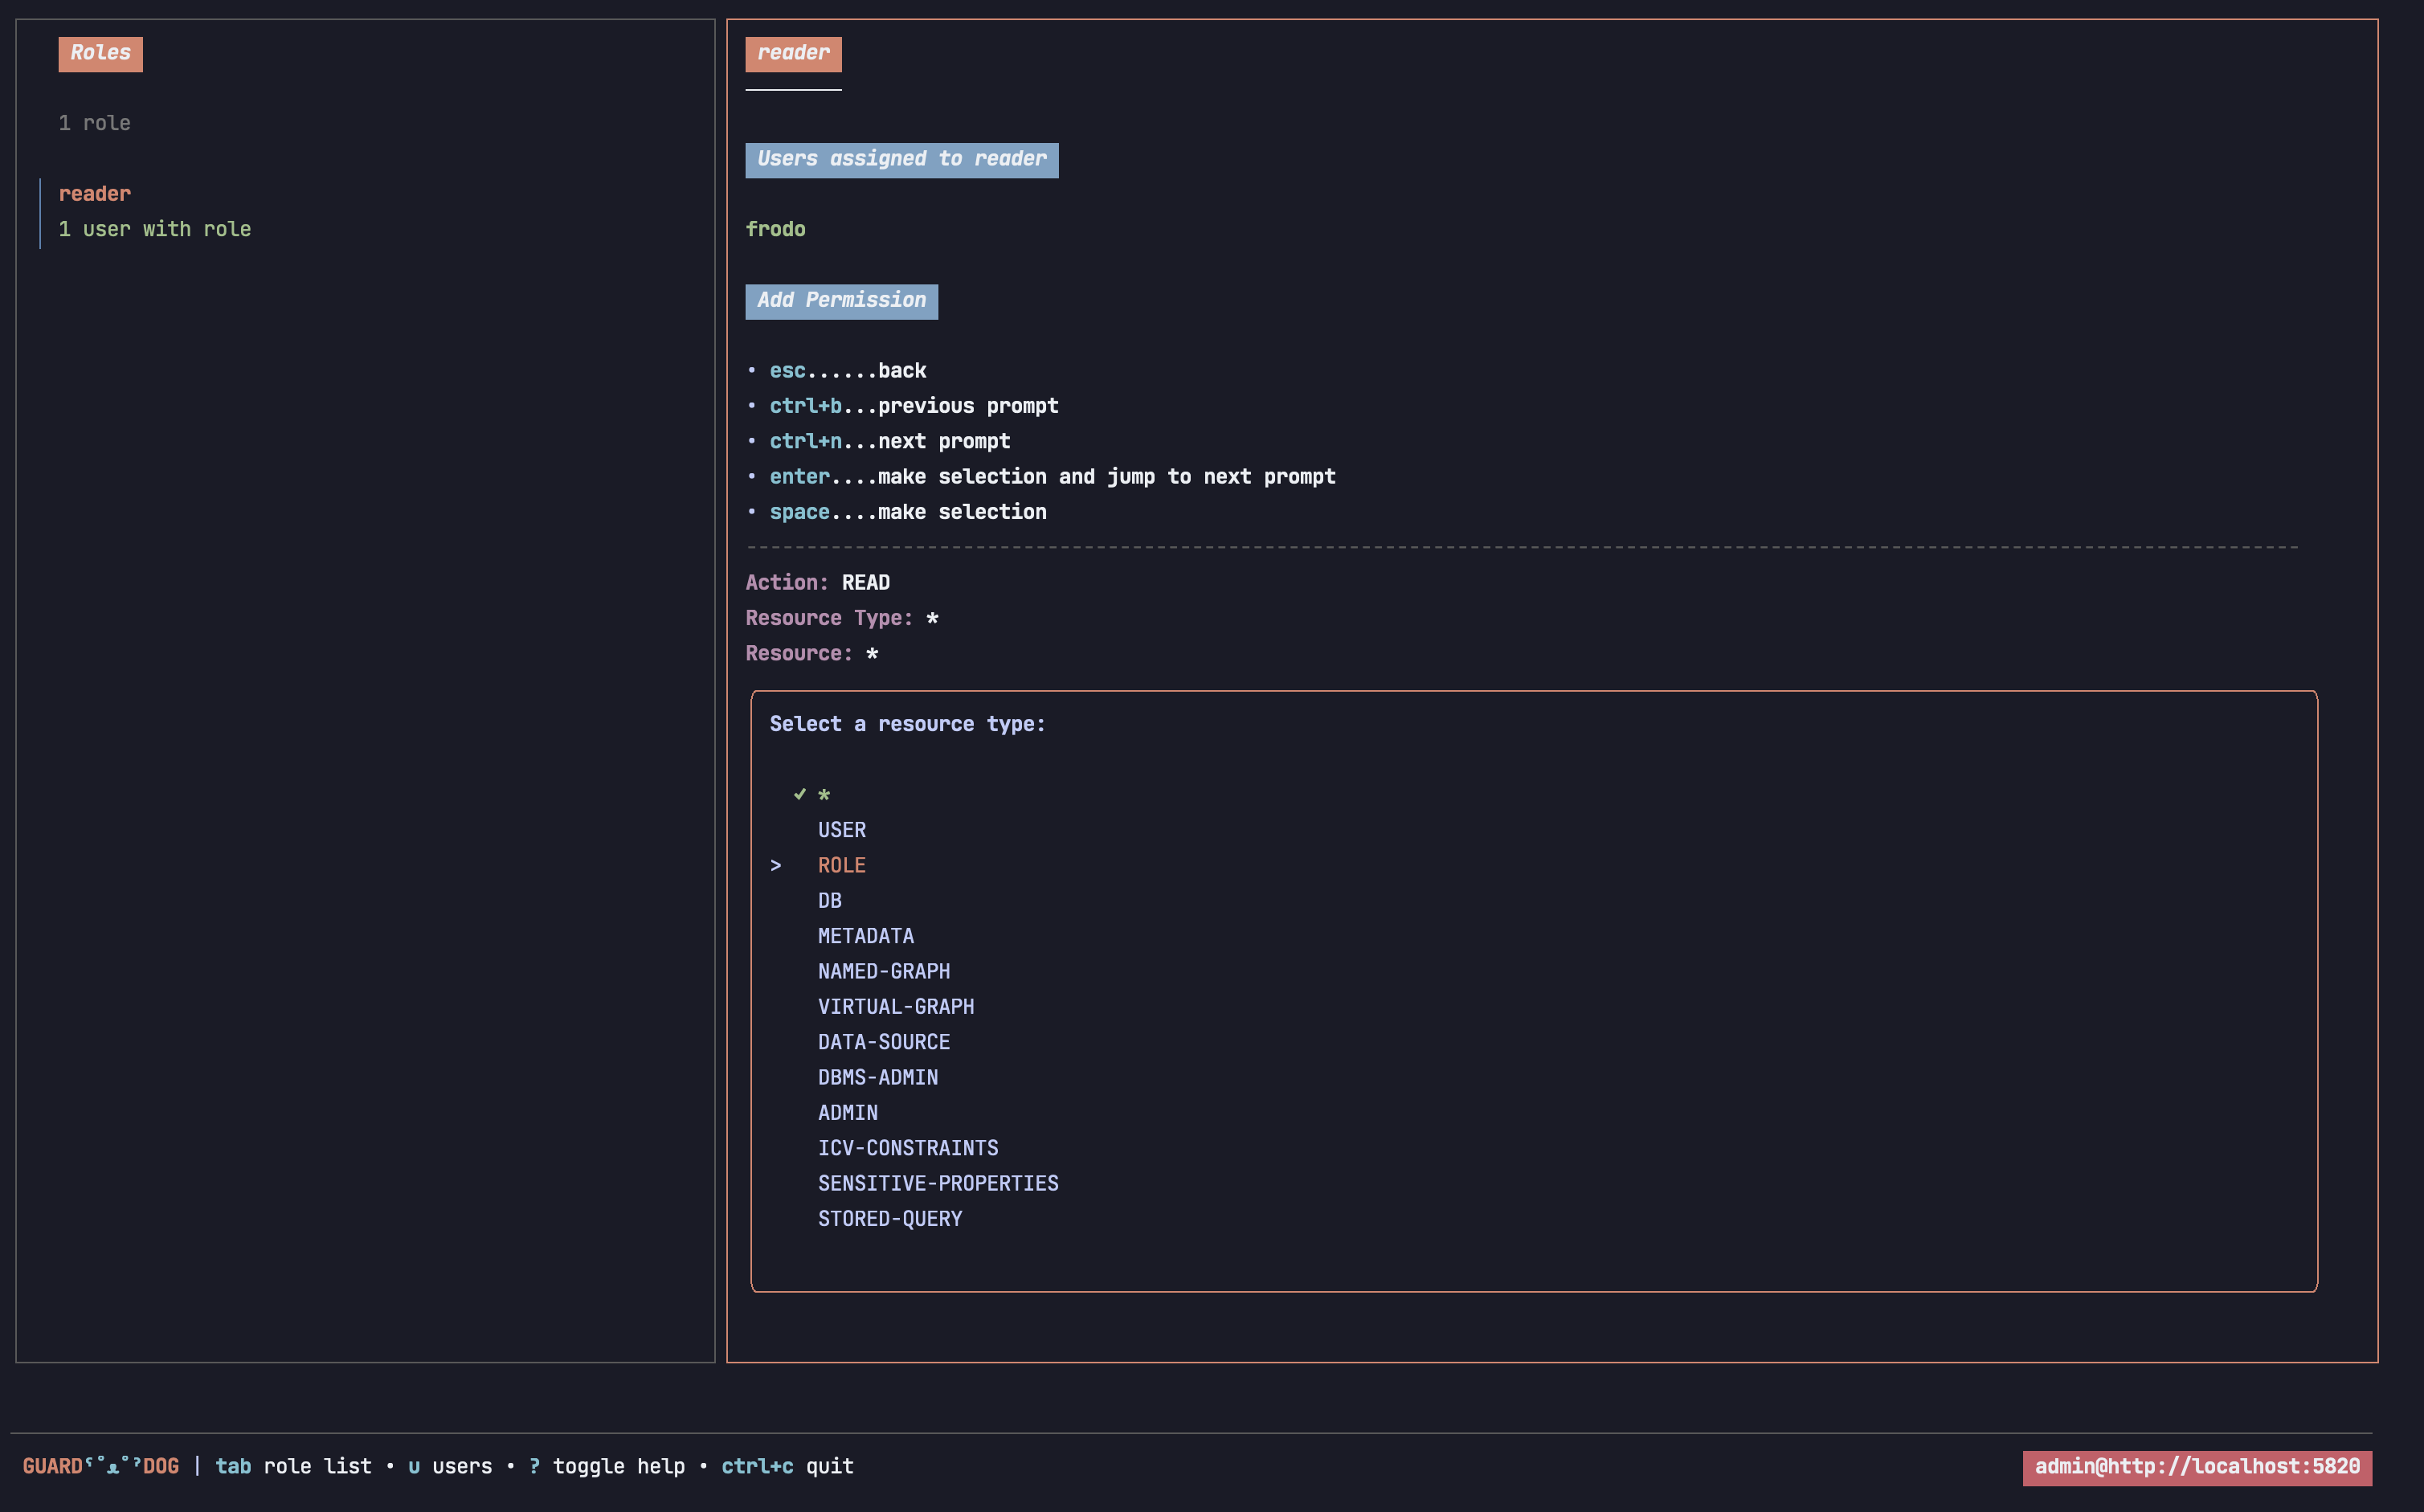 Roles
1 role
reader
1 user with role
reader
Users assigned to reader
frodo
Add Permission
• esc......back
• ctrl+b...previous prompt
• ctrl+n...next prompt
• enter....make selection and jump to next prompt
• space....make selection
Action: READ
Resource Type: *
Resource: *
Select a resource type:
✔ *
USER
> ROLE
DB
METADATA
NAMED-GRAPH
VIRTUAL-GRAPH
DATA-SOURCE
DBMS-ADMIN
ADMIN
ICV-CONSTRAINTS
SENSITIVE-PROPERTIES
STORED-QUERY
GUARDˁ˚ᴥ˚ˀDOG | tab role list • u users • ? toggle help • ctrl+c quit
admin@http://localhost:5820